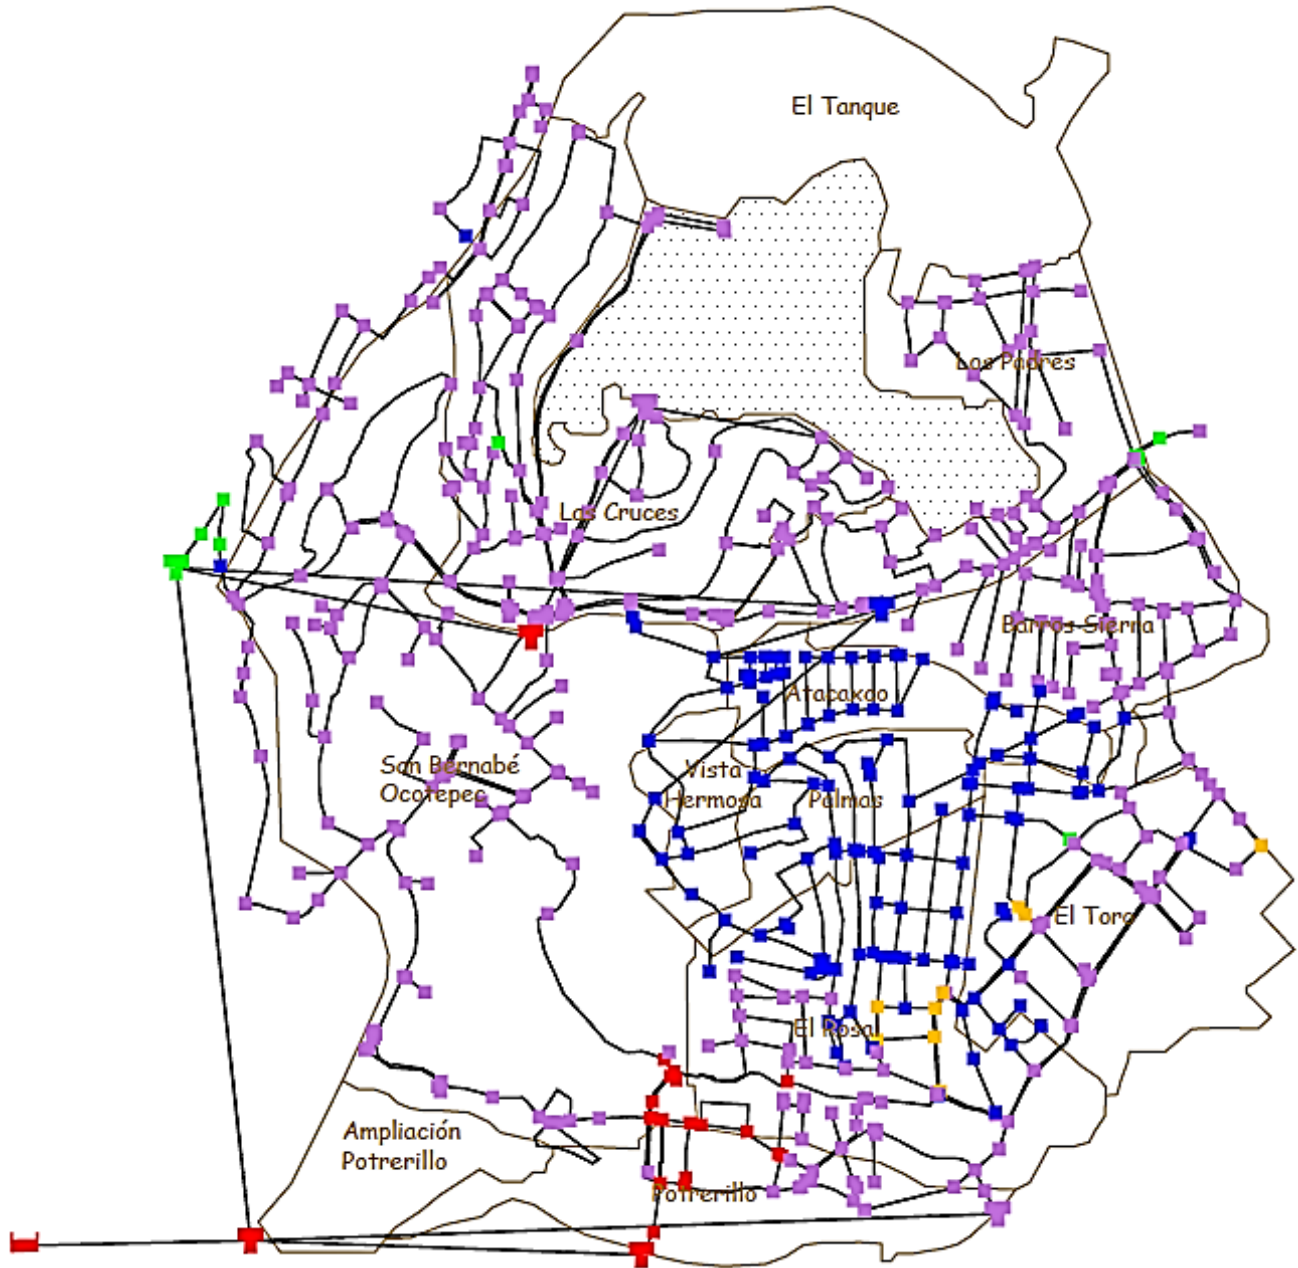 El Tanque
Los Padres
Las Cruces
Barros Sierra
Atacaxco
San Bernabé
Ocotepec
Vista
Hermosa
Palmas
El Toro
El Rosal
Ampliación
Potrerillo
Potrerillo